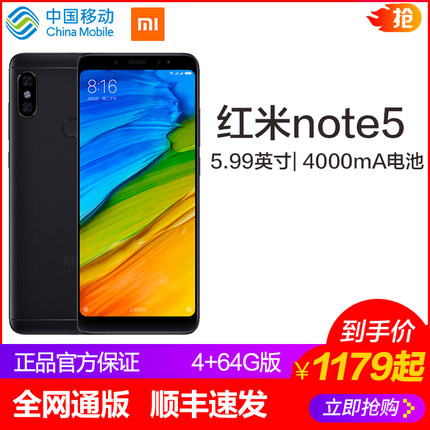 中国移动
China Mobile
mi
抢
8:16
红米note5
5.99英寸| 4000mA电池
正品官方保证
4+64G版
到手价
¥1179起
全网通版 顺丰速发
立即抢购>